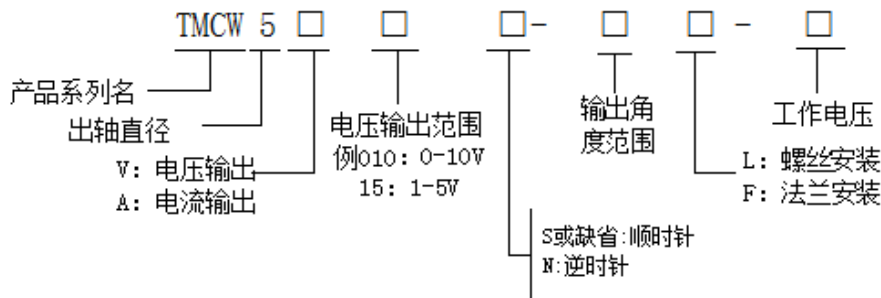 TMCW 5 □ □ □- □ □ - □
产品系列名
出轴直径
V: 电压输出
A: 电流输出
电压输出范围
例010: 0-10V
15: 1-5V
S或缺省:顺时针
N:逆时针
输出角
度范围
工作电压
L: 螺丝安装
F: 法兰安装